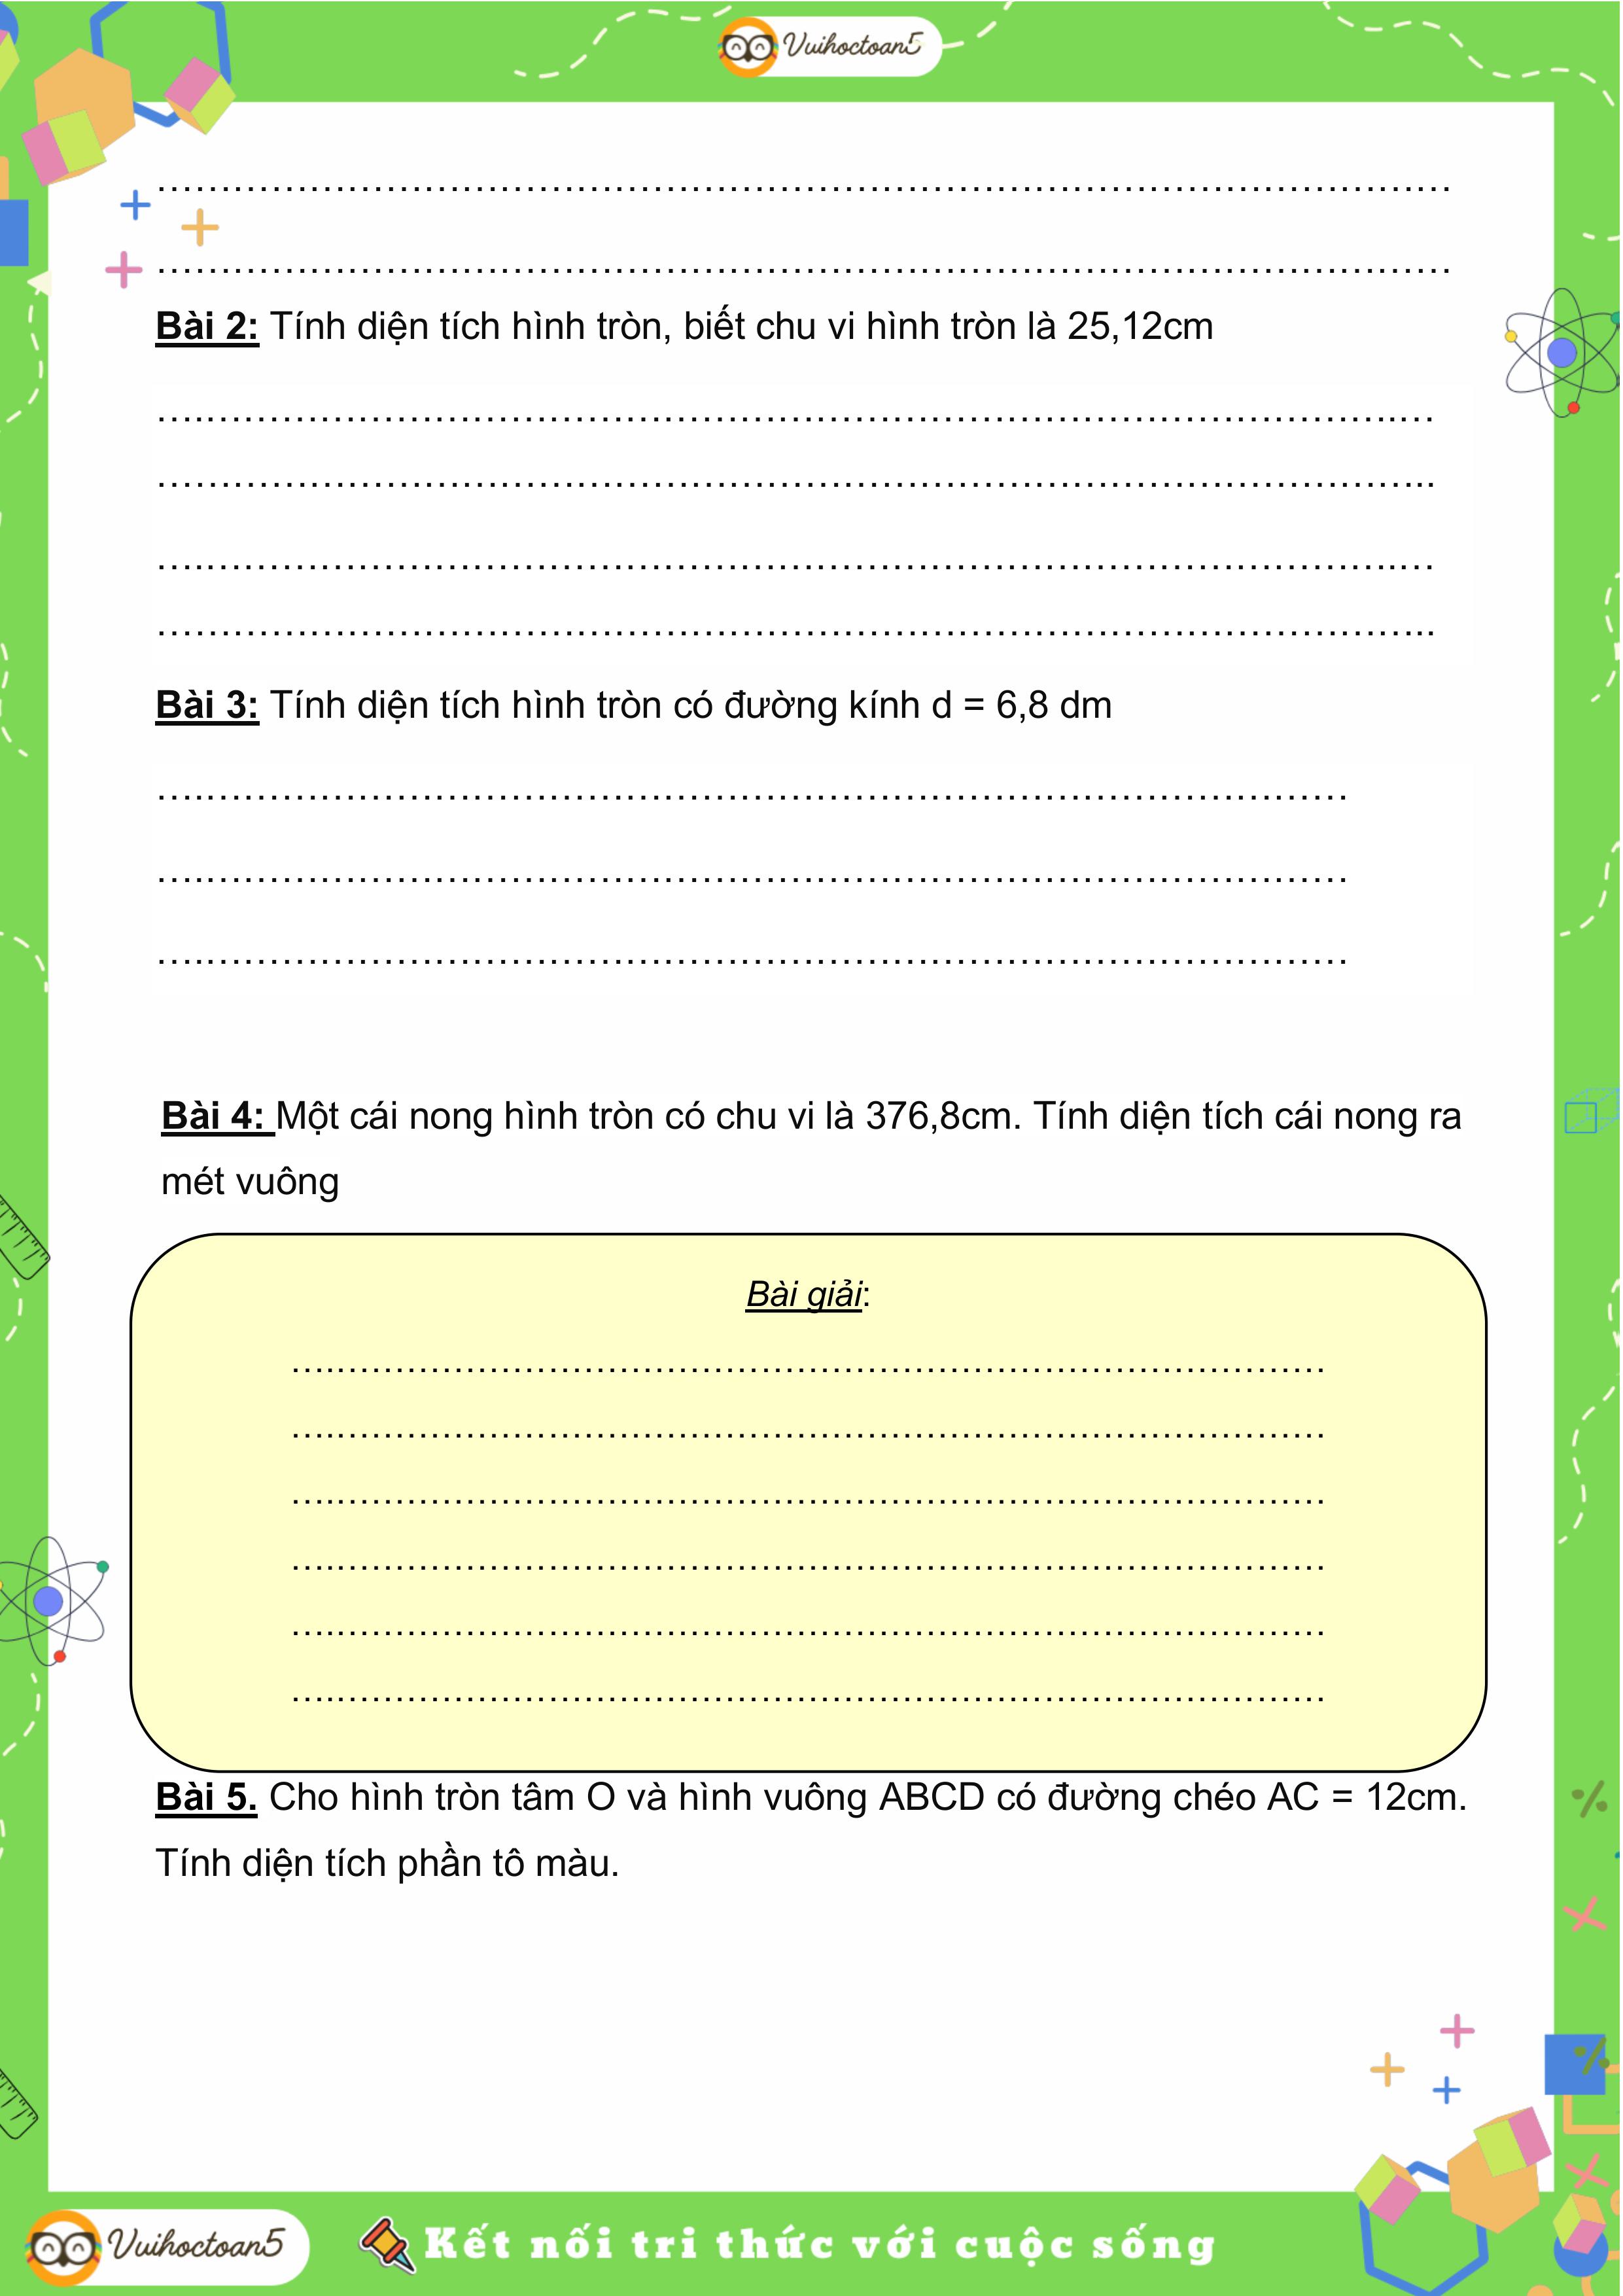 Vuihoctoan5
………………………………………………………………………………………
………………………………………………………………………………………
Bài 2: Tính diện tích hình tròn, biết chu vi hình tròn là 25,12cm
………………………………………………………………………………………
………………………………………………………………………………………
………………………………………………………………………………………
………………………………………………………………………………………
Bài 3: Tính diện tích hình tròn có đường kính d = 6,8 dm
…………………………………………………………………………………
…………………………………………………………………………………
…………………………………………………………………………………
Bài 4: Một cái nong hình tròn có chu vi là 376,8cm. Tính diện tích cái nong ra
mét vuông
Bài giải:
………………………………………………………………………………
………………………………………………………………………………
………………………………………………………………………………
………………………………………………………………………………
………………………………………………………………………………
………………………………………………………………………………
Bài 5. Cho hình tròn tâm O và hình vuông ABCD có đường chéo AC = 12cm.
Tính diện tích phần tô màu.
Vuihoctoan5 Kết nối tri thức với cuộc sống